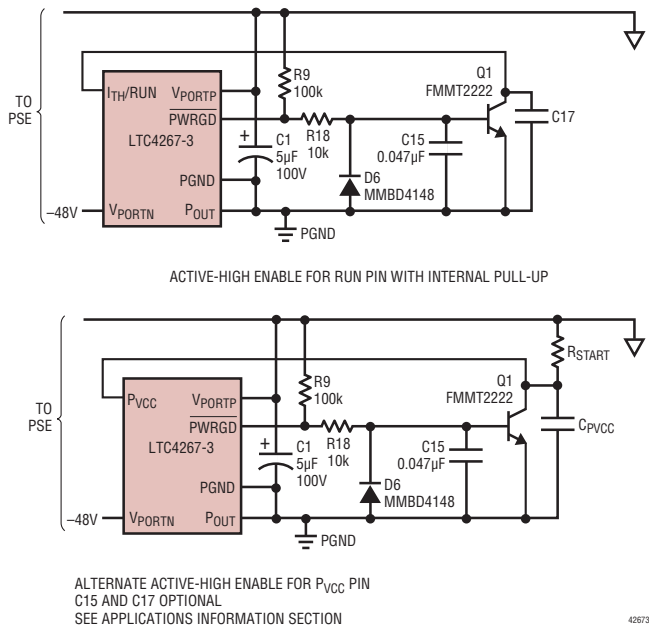 TO
PSE
I_TH/RUN
V_PORTP
PWRGD
LTC4267-3
PGND
–48V
V_PORTN
P_OUT
R9
100k
R18
10k
+
C1
5µF
100V
D6
MMBD4148
C15
0.047µF
Q1
FMMT2222
C17
PGND
ACTIVE-HIGH ENABLE FOR RUN PIN WITH INTERNAL PULL-UP
TO
PSE
P_VCC
V_PORTP
PWRGD
LTC4267-3
PGND
–48V
V_PORTN
P_OUT
R9
100k
R18
10k
+
C1
5µF
100V
D6
MMBD4148
C15
0.047µF
Q1
FMMT2222
R_START
C_PVCC
PGND
ALTERNATE ACTIVE-HIGH ENABLE FOR P_VCC PIN
C15 AND C17 OPTIONAL
SEE APPLICATIONS INFORMATION SECTION
42673